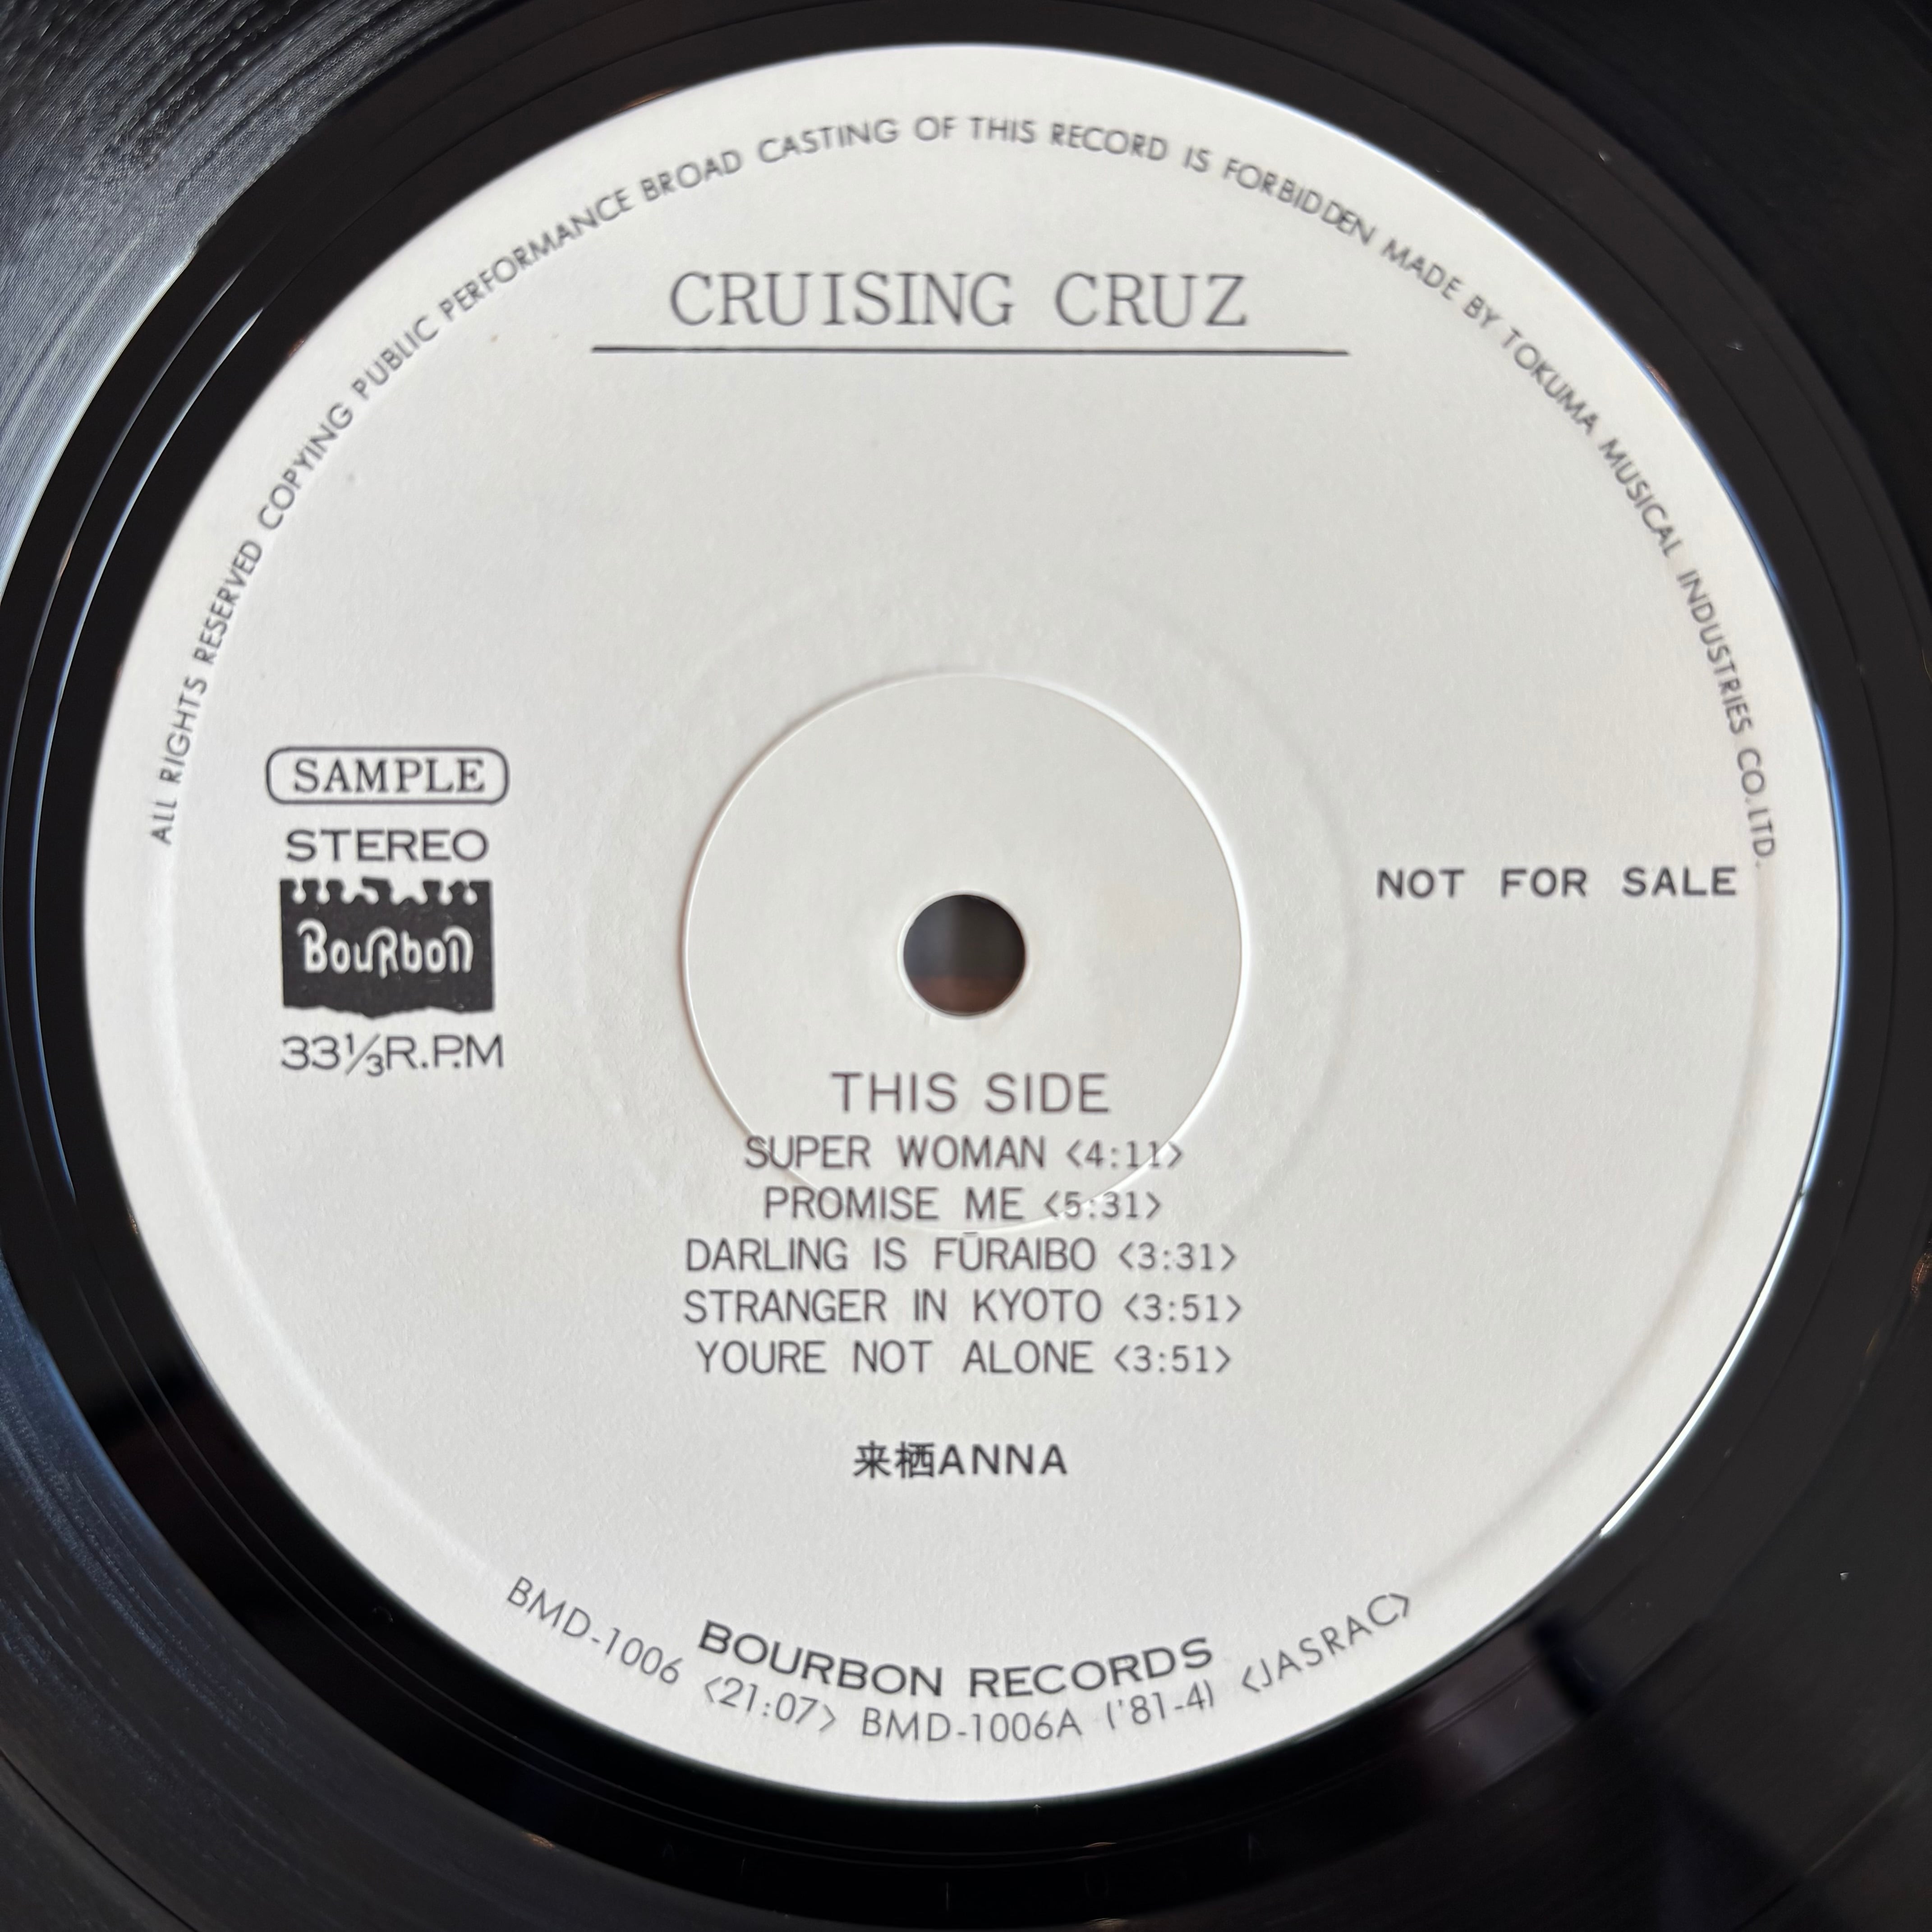 ALL RIGHTS RESERVED COPYING PUBLIC PERFORMANCE BROAD CASTING OF THIS RECORD IS FORBIDDEN MADE BY TOKUMA MUSICAL INDUSTRIES CO.LTD.
CRUISING CRUZ
SAMPLE
STEREO
BouRbon
33⅓R.P.M
NOT FOR SALE
THIS SIDE
SUPER WOMAN <4:11>
PROMISE ME <5:31>
DARLING IS FŪRAIBO <3:31>
STRANGER IN KYOTO <3:51>
YOURE NOT ALONE <3:51>
来栖ANNA
BOURBON RECORDS
BMD-1006 <21:07> BMD-1006A ('81-4) <JASRAC>